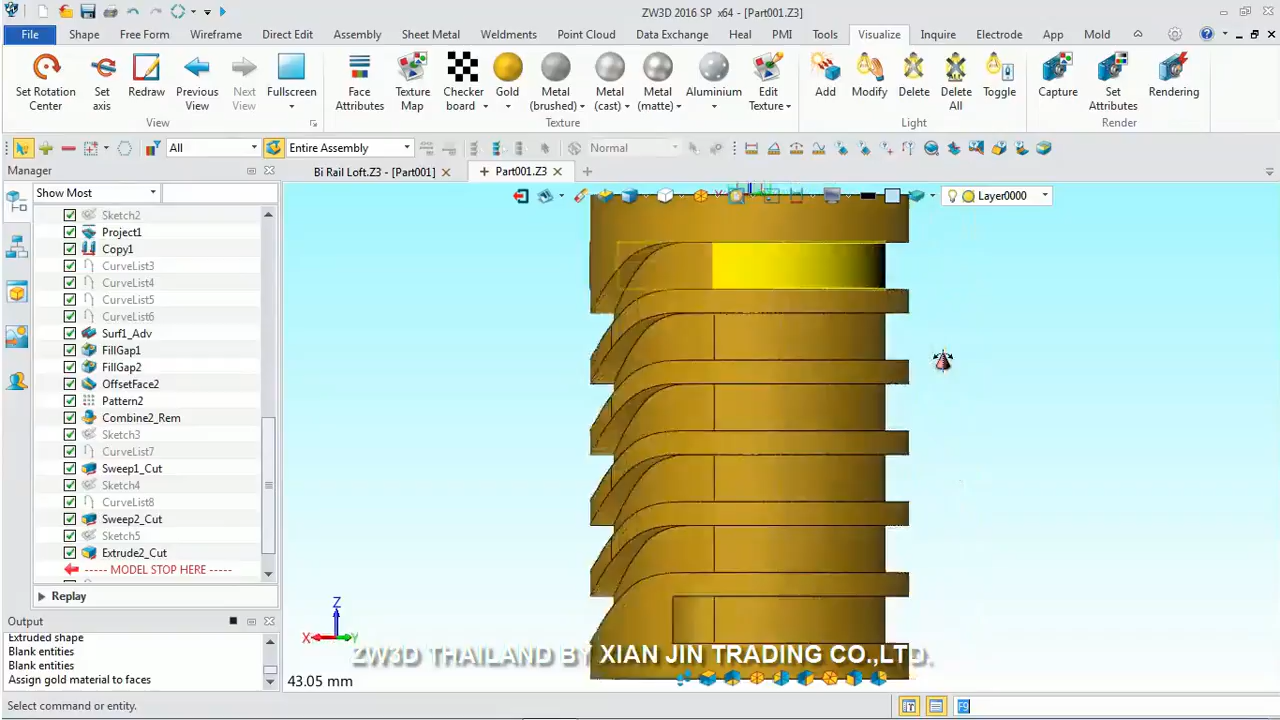 ZW3D 2016 SP  x64 - [Part001.Z3]
File Shape Free Form Wireframe Direct Edit Assembly Sheet Metal Weldments Point Cloud Data Exchange Heal PMI Tools Visualize Inquire Electrode App Mold
Set Rotation Center
Set axis
Redraw
Previous View
Next View
Fullscreen
Face Attributes
Texture Map
Checker board
Gold
Metal (brushed)
Metal (cast)
Metal (matte)
Aluminium
Edit Texture
Add
Modify
Delete
Delete All
Toggle
Capture
Set Attributes
Rendering
View Texture Light Render
All Entire Assembly Normal
Manager
Bi Rail Loft.Z3 - [Part001] Part001.Z3
Show Most
Layer0000
Sketch2
Project1
Copy1
CurveList3
CurveList4
CurveList5
CurveList6
Surf1_Adv
FillGap1
FillGap2
OffsetFace2
Pattern2
Combine2_Rem
Sketch3
CurveList7
Sweep1_Cut
Sketch4
CurveList8
Sweep2_Cut
Sketch5
Extrude2_Cut
----- MODEL STOP HERE -----
Replay
Output
Extruded shape
Blank entities
Blank entities
Assign gold material to faces
Z
X
Y
ZW3D THAILAND BY XIAN JIN TRADING CO.,LTD.
43.05 mm
Select command or entity.